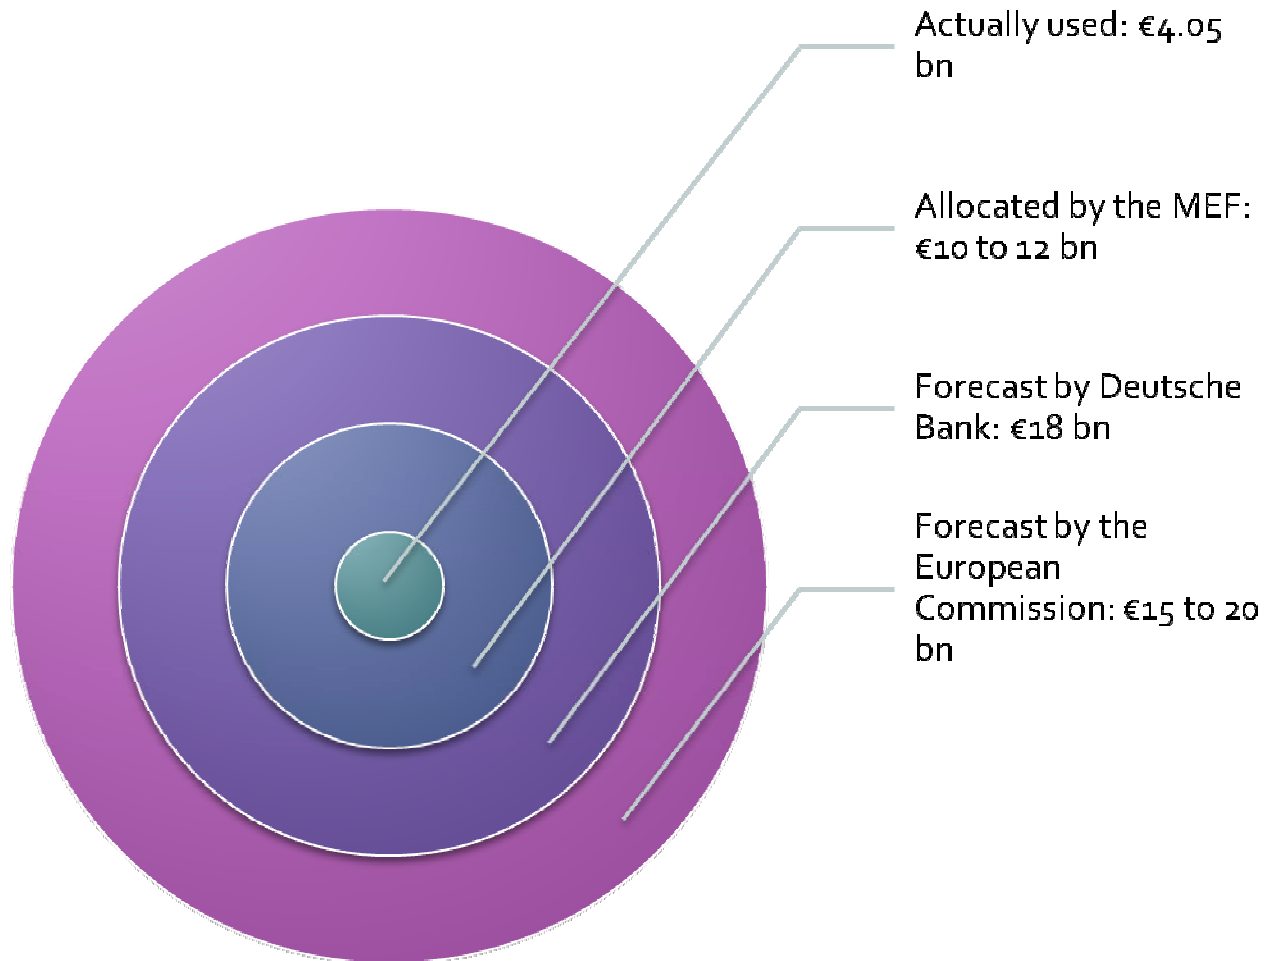 Actually used: €4.05
bn
Allocated by the MEF:
€10 to 12 bn
Forecast by Deutsche
Bank: €18 bn
Forecast by the
European
Commission: €15 to 20
bn